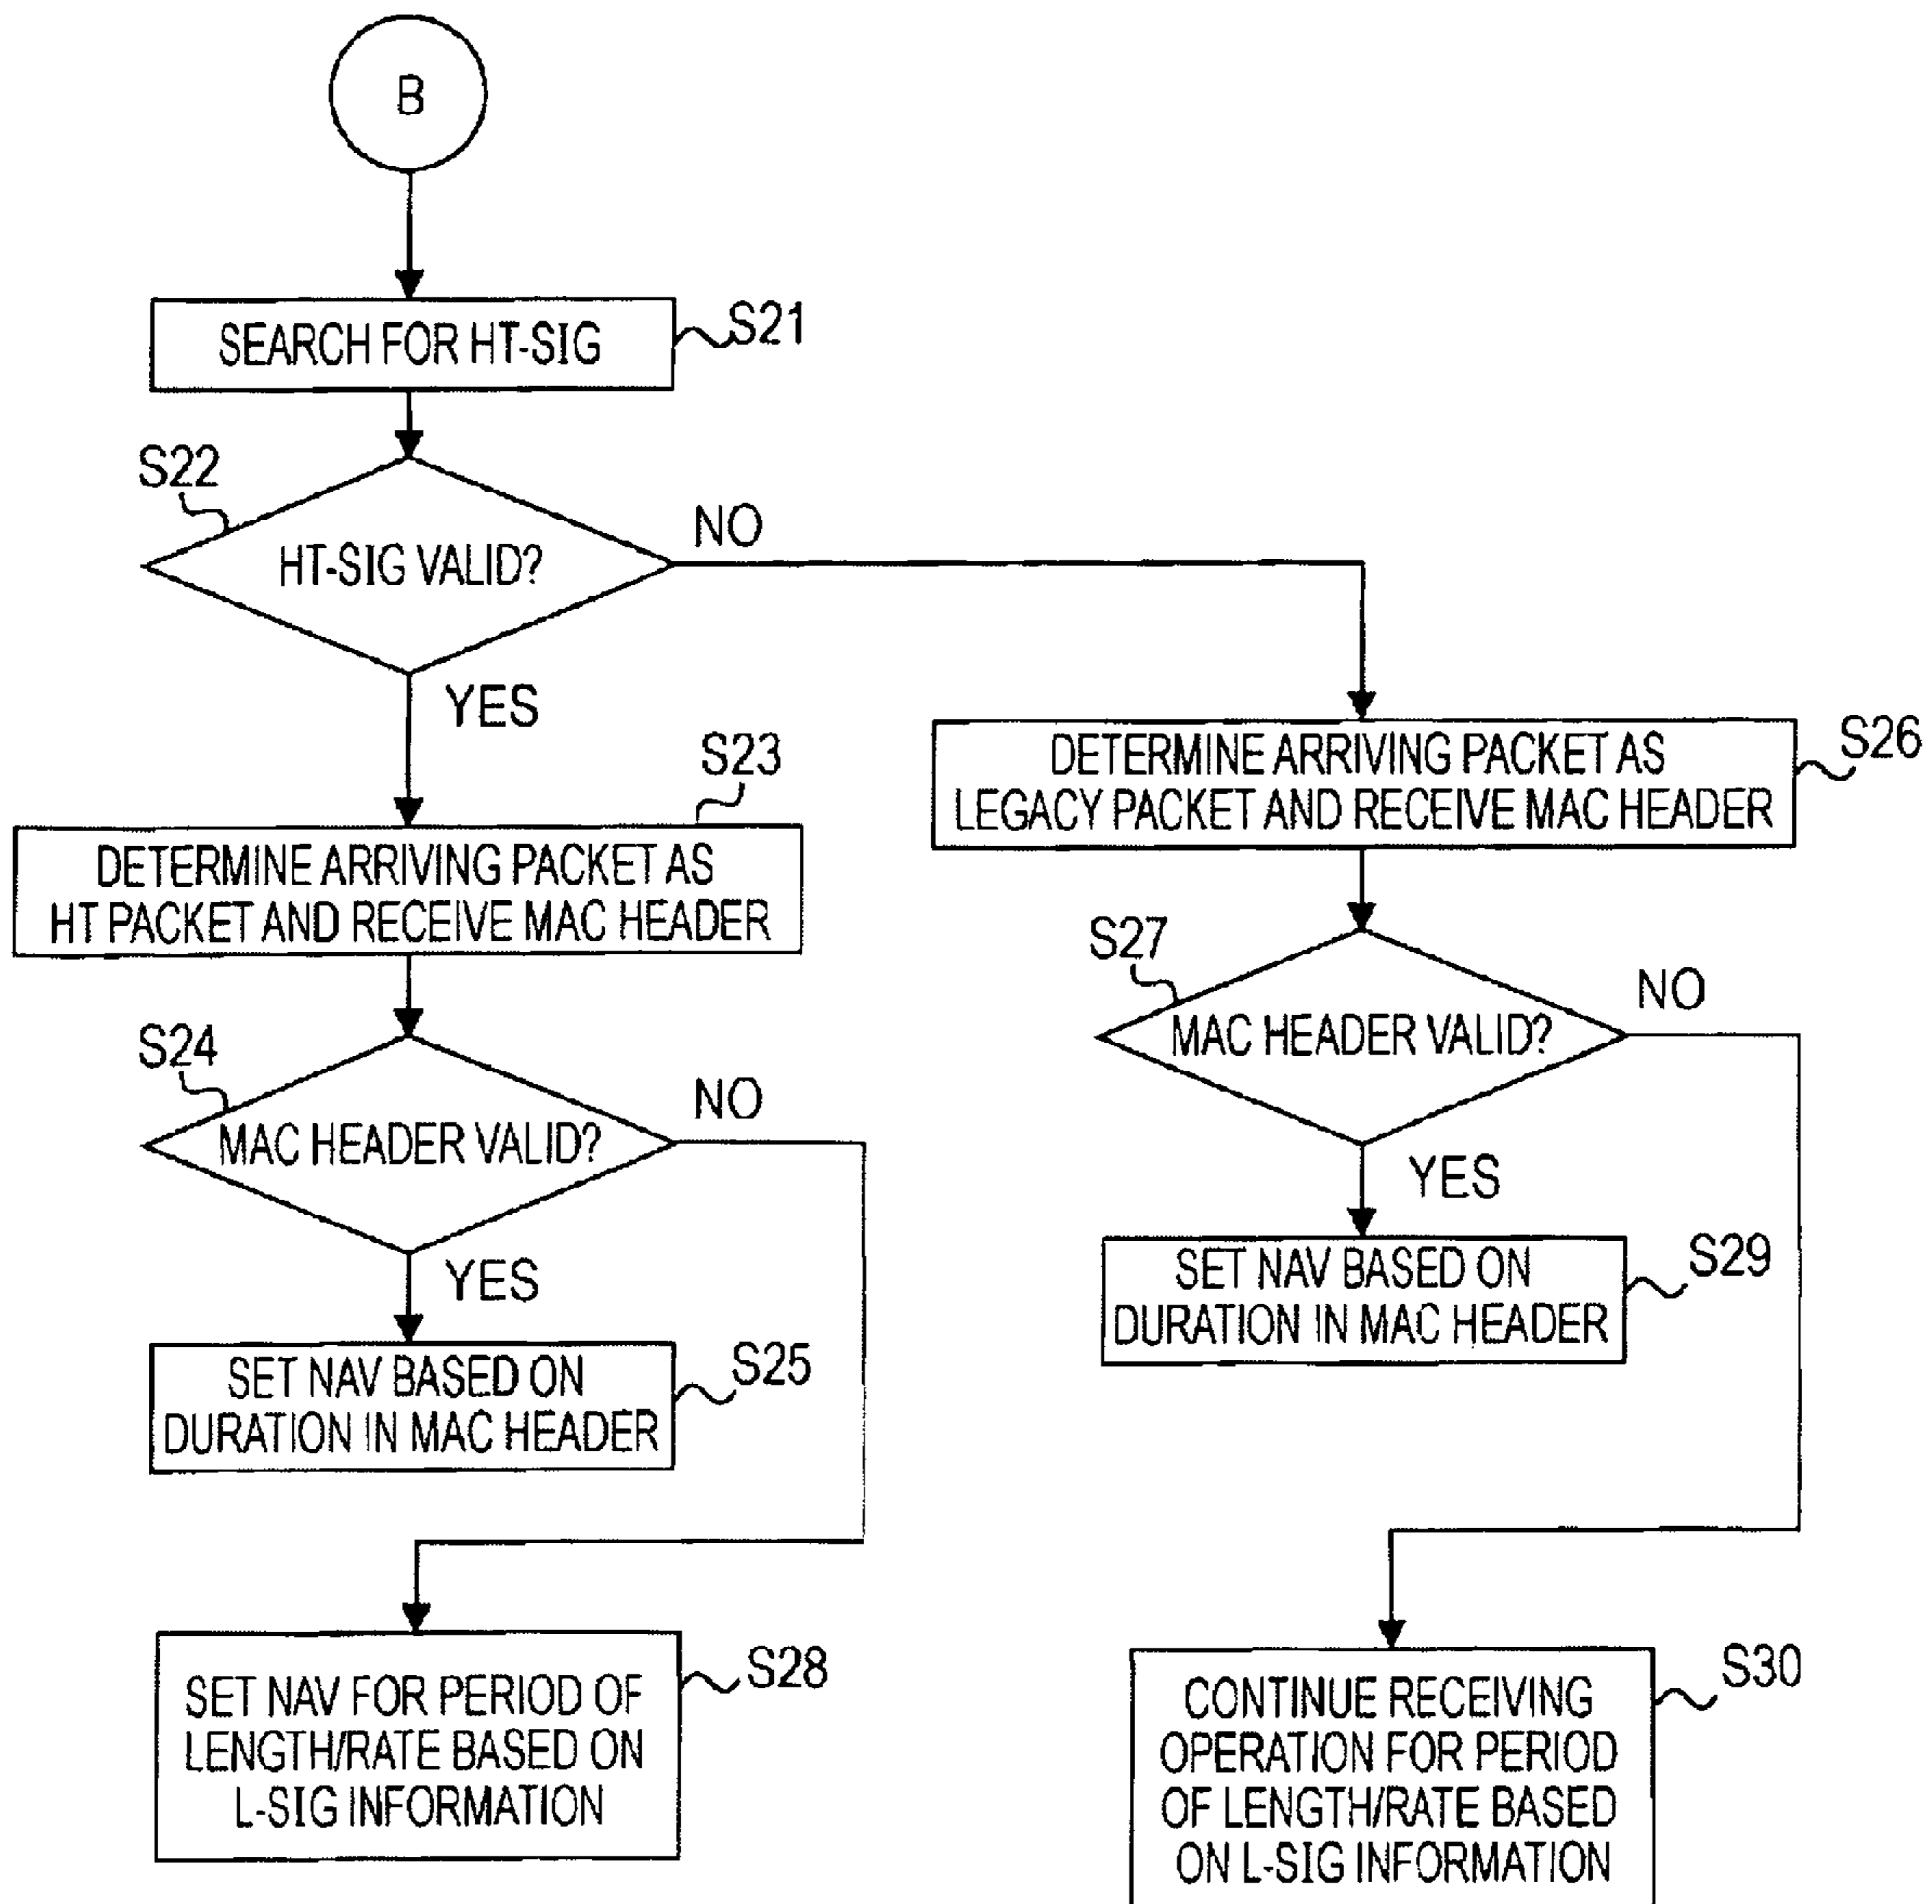 B
SEARCH FOR HT-SIG
S21
S22
HT-SIG VALID?
NO
YES
S23
DETERMINE ARRIVING PACKET AS
HT PACKET AND RECEIVE MAC HEADER
S24
MAC HEADER VALID?
NO
YES
SET NAV BASED ON
DURATION IN MAC HEADER
S25
SET NAV FOR PERIOD OF
LENGTH/RATE BASED ON
L-SIG INFORMATION
S28
DETERMINE ARRIVING PACKET AS
LEGACY PACKET AND RECEIVE MAC HEADER
S26
S27
MAC HEADER VALID?
NO
YES
SET NAV BASED ON
DURATION IN MAC HEADER
S29
CONTINUE RECEIVING
OPERATION FOR PERIOD
OF LENGTH/RATE BASED
ON L-SIG INFORMATION
S30